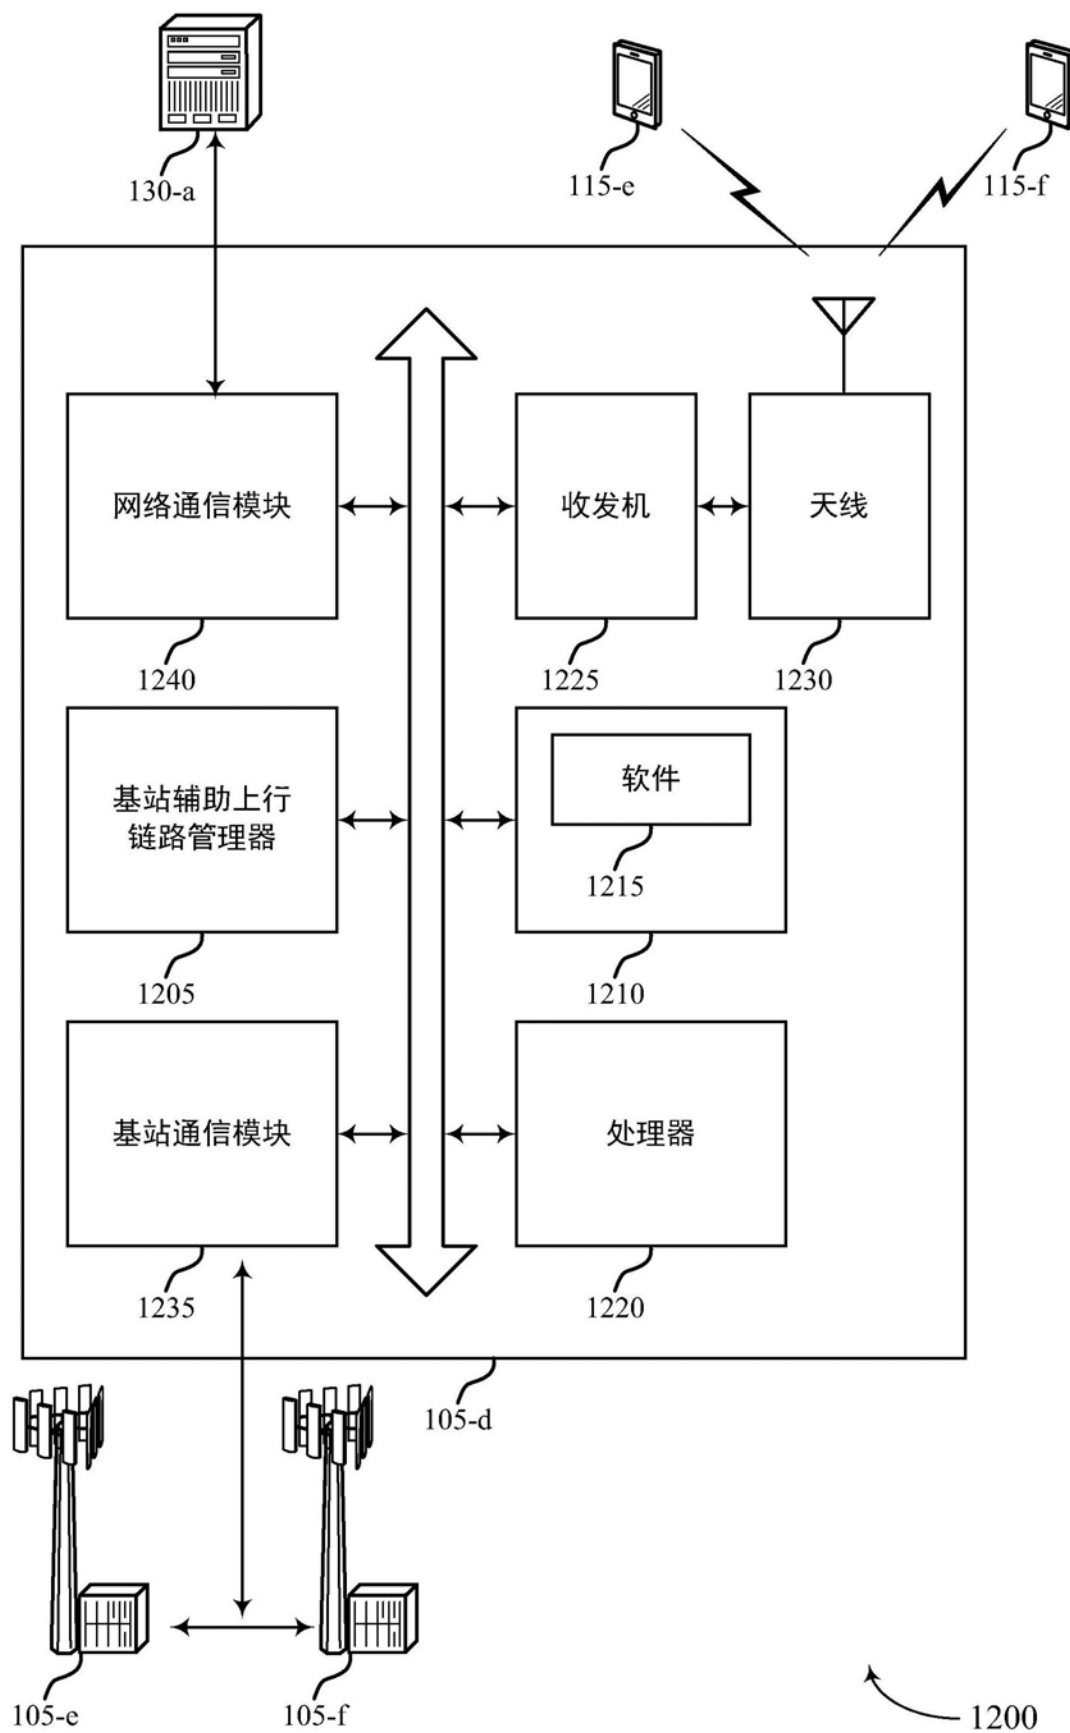 130-a
115-e
115-f
网络通信模块
收发机
天线
1240
1225
1230
基站辅助上行
链路管理器
软件
1215
1205
1210
基站通信模块
处理器
1235
1220
105-d
105-e
105-f
1200